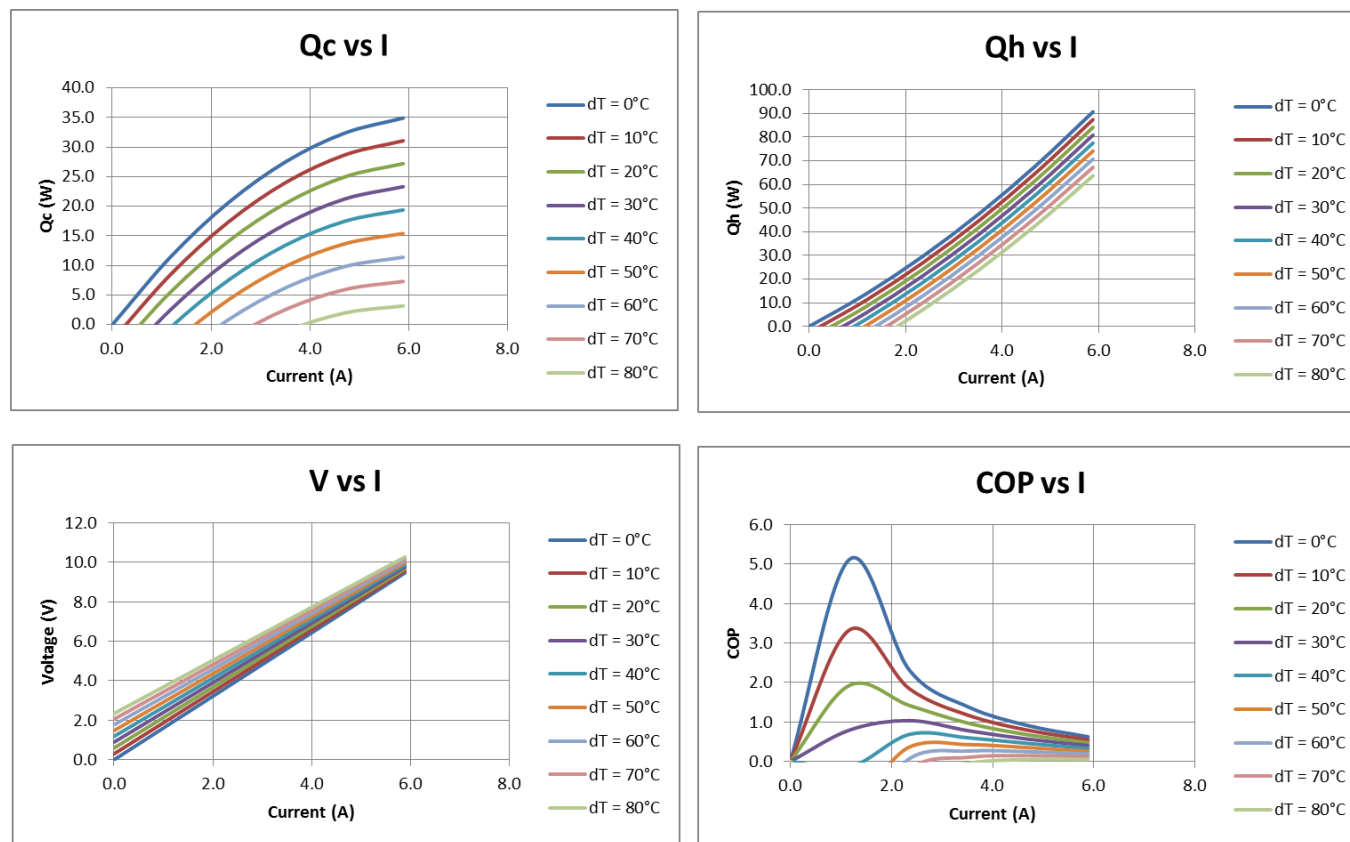 Qc vs I
40.0
35.0
30.0
25.0
20.0
15.0
10.0
5.0
0.0
Qc (W)
0.0 2.0 4.0 6.0 8.0
Current (A)
dT = 0°C
dT = 10°C
dT = 20°C
dT = 30°C
dT = 40°C
dT = 50°C
dT = 60°C
dT = 70°C
dT = 80°C
Qh vs I
100.0
90.0
80.0
70.0
60.0
50.0
40.0
30.0
20.0
10.0
0.0
Qh (W)
0.0 2.0 4.0 6.0 8.0
Current (A)
dT = 0°C
dT = 10°C
dT = 20°C
dT = 30°C
dT = 40°C
dT = 50°C
dT = 60°C
dT = 70°C
dT = 80°C
V vs I
12.0
10.0
8.0
6.0
4.0
2.0
0.0
Voltage (V)
0.0 2.0 4.0 6.0 8.0
Current (A)
dT = 0°C
dT = 10°C
dT = 20°C
dT = 30°C
dT = 40°C
dT = 50°C
dT = 60°C
dT = 70°C
dT = 80°C
COP vs I
6.0
5.0
4.0
3.0
2.0
1.0
0.0
COP
0.0 2.0 4.0 6.0 8.0
Current (A)
dT = 0°C
dT = 10°C
dT = 20°C
dT = 30°C
dT = 40°C
dT = 50°C
dT = 60°C
dT = 70°C
dT = 80°C